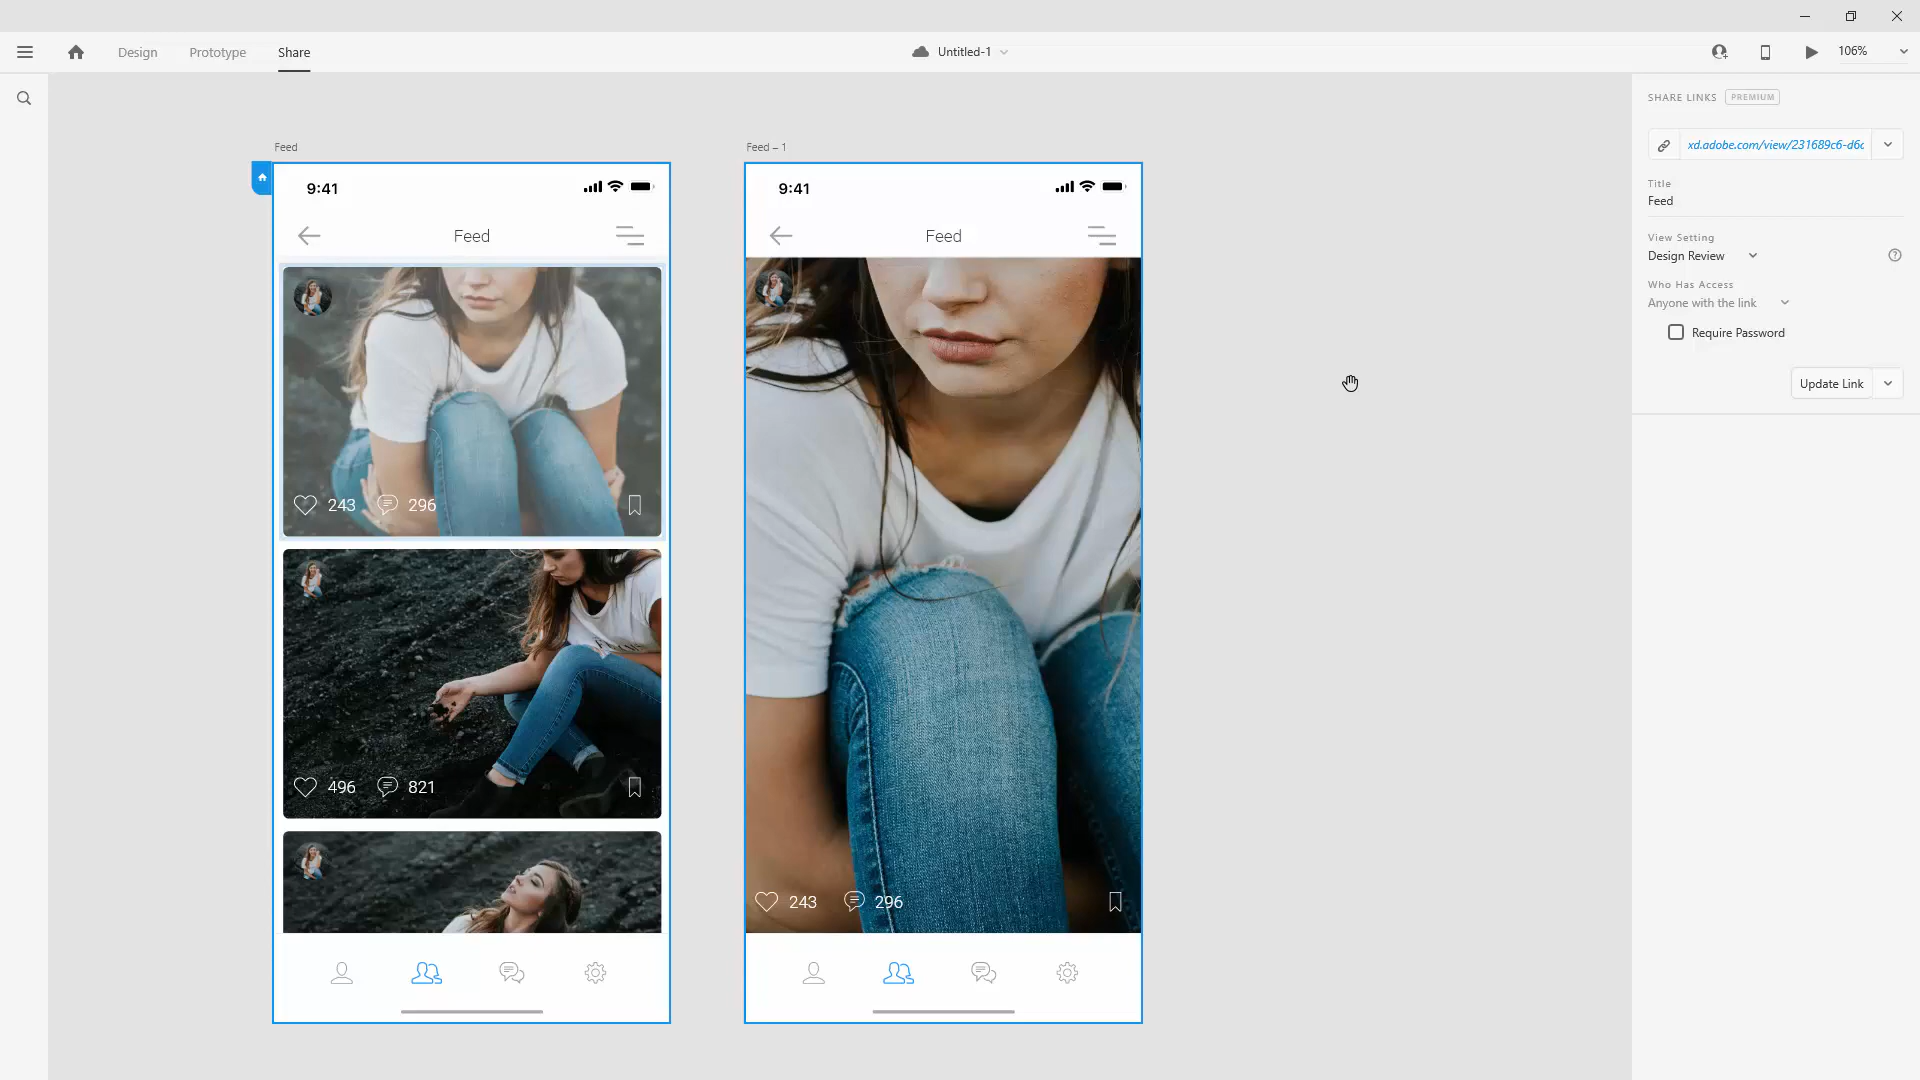 Design Prototype Share Untitled-1 106%
SHARE LINKS PREMIUM
xd.adobe.com/view/231689c6-d6c
Title
Feed
View Setting
Design Review
Who Has Access
Anyone with the link
Require Password
Update Link
Feed
9:41
Feed
243 296
496 821
Feed – 1
9:41
Feed
243 296